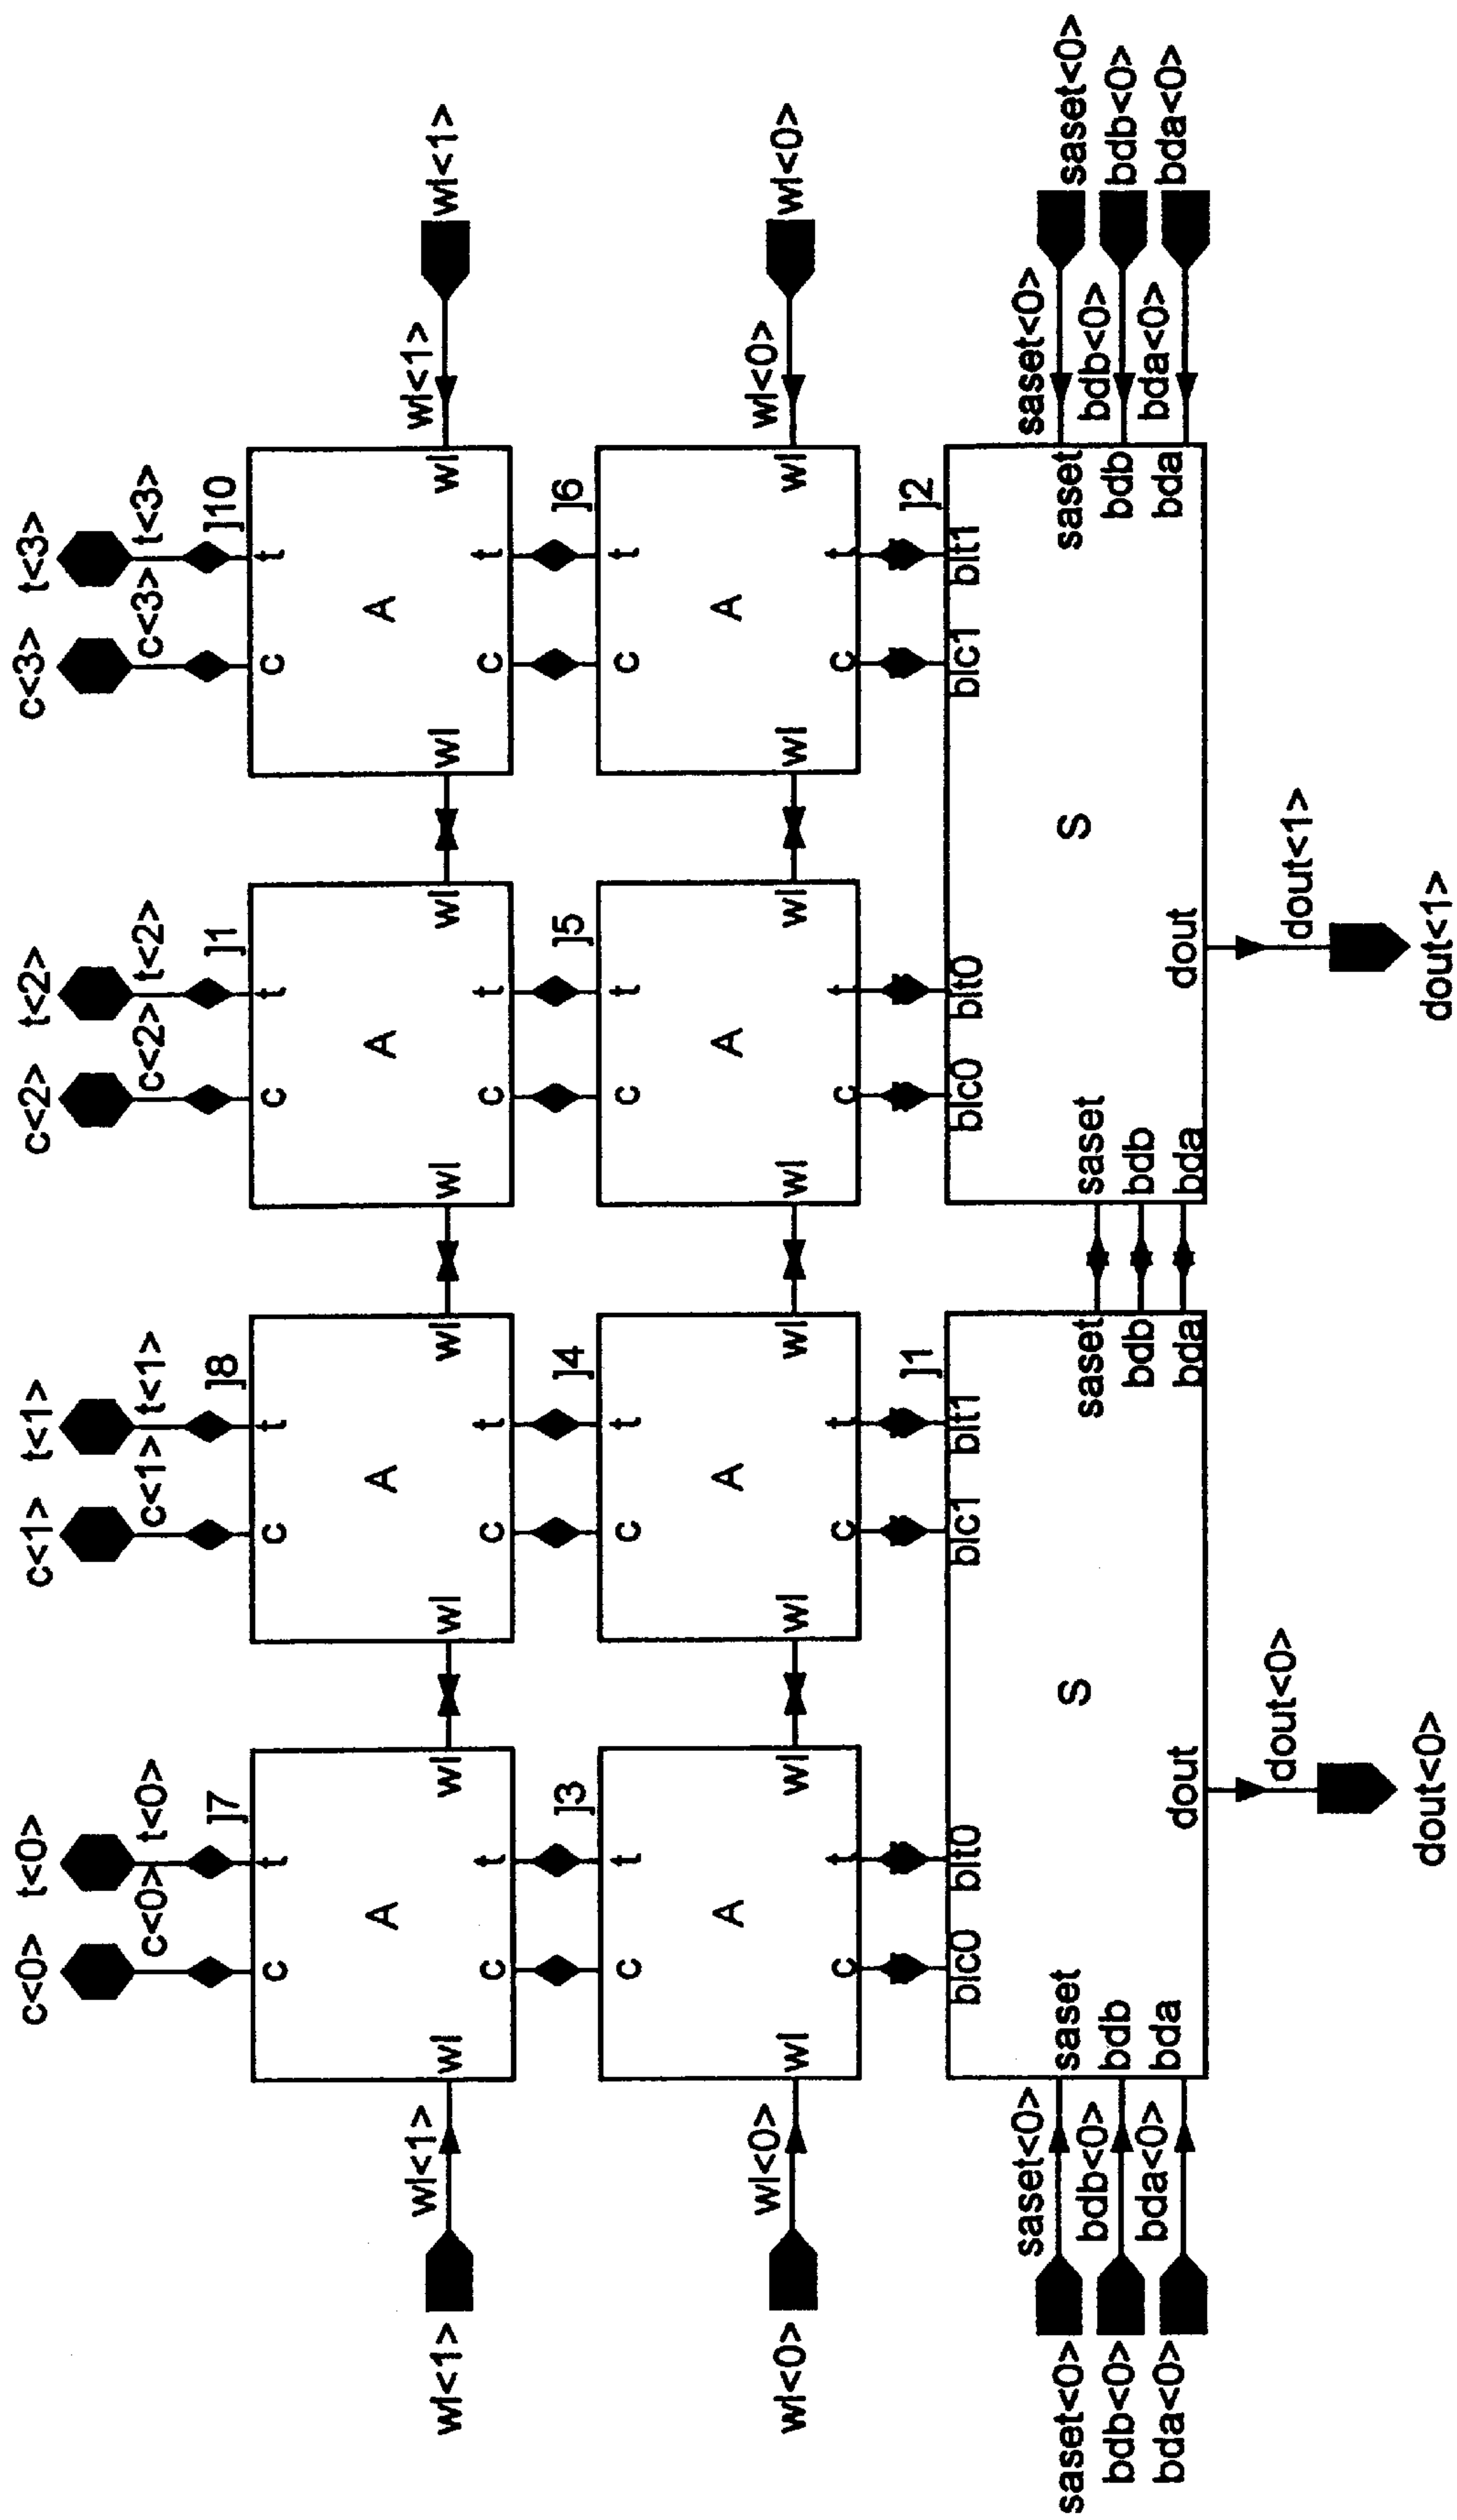 c<0> t<0> c<1> t<1> c<2> t<2> c<3> t<3>
c<0> t<0> c<1> t<1> c<2> t<2> c<3> t<3>
j7 j8 j1 j10
c t c t c t c t
A A A A
wl<1> wl<1>
wl<1> wl wl wl wl wl wl wl wl wl<1>
c t c t c t c t
j3 j4 j5 j6
c t c t c t c t
A A A A
wl<0> wl<0>
wl<0> wl wl wl wl wl wl wl wl wl<0>
c t c t c t c t
j1 j2
blc0 blt0 blc1 blt1 blc0 blt0 blc1 blt1
saset<0> saset<0>
saset<0> saset S saset saset S saset saset<0>
bdb<0> bdb<0>
bdb<0> bdb bdb bdb bdb bdb<0>
bda<0> bda<0>
bda<0> bda bda bda bda bda<0>
dout dout
dout<0> dout<1>
dout<0> dout<1>